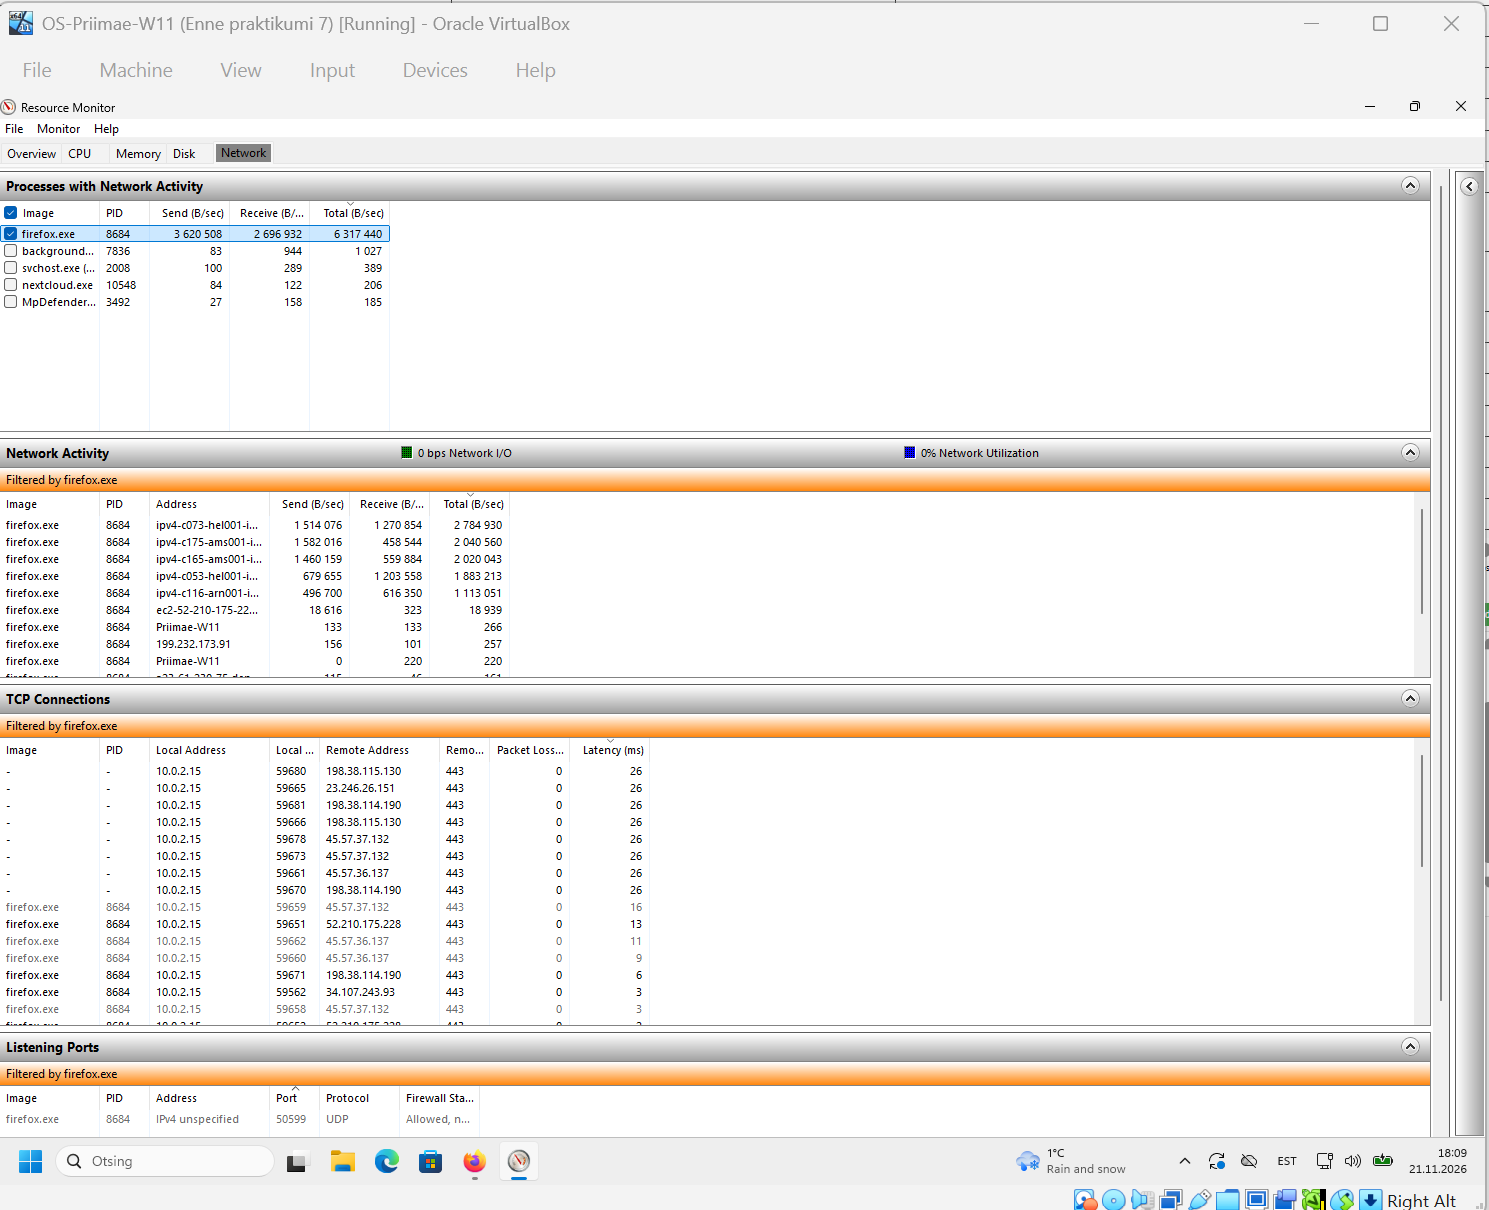 OS-Priimae-W11 (Enne praktikumi 7) [Running] - Oracle VirtualBox
File Machine View Input Devices Help
Resource Monitor
File Monitor Help
Overview CPU Memory Disk Network
Processes with Network Activity
Image PID Send (B/sec) Receive (B/... Total (B/sec)
firefox.exe 8684 3 620 508 2 696 932 6 317 440
background... 7836 83 944 1 027
svchost.exe (... 2008 100 289 389
nextcloud.exe 10548 84 122 206
MpDefender... 3492 27 158 185
Network Activity 0 bps Network I/O 0% Network Utilization
Filtered by firefox.exe
Image PID Address Send (B/sec) Receive (B/... Total (B/sec)
firefox.exe 8684 ipv4-c073-hel001-i... 1 514 076 1 270 854 2 784 930
firefox.exe 8684 ipv4-c175-ams001-i... 1 582 016 458 544 2 040 560
firefox.exe 8684 ipv4-c165-ams001-i... 1 460 159 559 884 2 020 043
firefox.exe 8684 ipv4-c053-hel001-i... 679 655 1 203 558 1 883 213
firefox.exe 8684 ipv4-c116-arn001-i... 496 700 616 350 1 113 051
firefox.exe 8684 ec2-52-210-175-22... 18 616 323 18 939
firefox.exe 8684 Priimae-W11 133 133 266
firefox.exe 8684 199.232.173.91 156 101 257
firefox.exe 8684 Priimae-W11 0 220 220
TCP Connections
Filtered by firefox.exe
Image PID Local Address Local ... Remote Address Remo... Packet Loss... Latency (ms)
- - 10.0.2.15 59680 198.38.115.130 443 0 26
- - 10.0.2.15 59665 23.246.26.151 443 0 26
- - 10.0.2.15 59681 198.38.114.190 443 0 26
- - 10.0.2.15 59666 198.38.115.130 443 0 26
- - 10.0.2.15 59678 45.57.37.132 443 0 26
- - 10.0.2.15 59673 45.57.37.132 443 0 26
- - 10.0.2.15 59661 45.57.36.137 443 0 26
- - 10.0.2.15 59670 198.38.114.190 443 0 26
firefox.exe 8684 10.0.2.15 59659 45.57.37.132 443 0 16
firefox.exe 8684 10.0.2.15 59651 52.210.175.228 443 0 13
firefox.exe 8684 10.0.2.15 59662 45.57.36.137 443 0 11
firefox.exe 8684 10.0.2.15 59660 45.57.36.137 443 0 9
firefox.exe 8684 10.0.2.15 59671 198.38.114.190 443 0 6
firefox.exe 8684 10.0.2.15 59562 34.107.243.93 443 0 3
firefox.exe 8684 10.0.2.15 59658 45.57.37.132 443 0 3
Listening Ports
Filtered by firefox.exe
Image PID Address Port Protocol Firewall Sta...
firefox.exe 8684 IPv4 unspecified 50599 UDP Allowed, n...
Otsing
1°C
Rain and snow
EST
18:09
21.11.2026
Right Alt